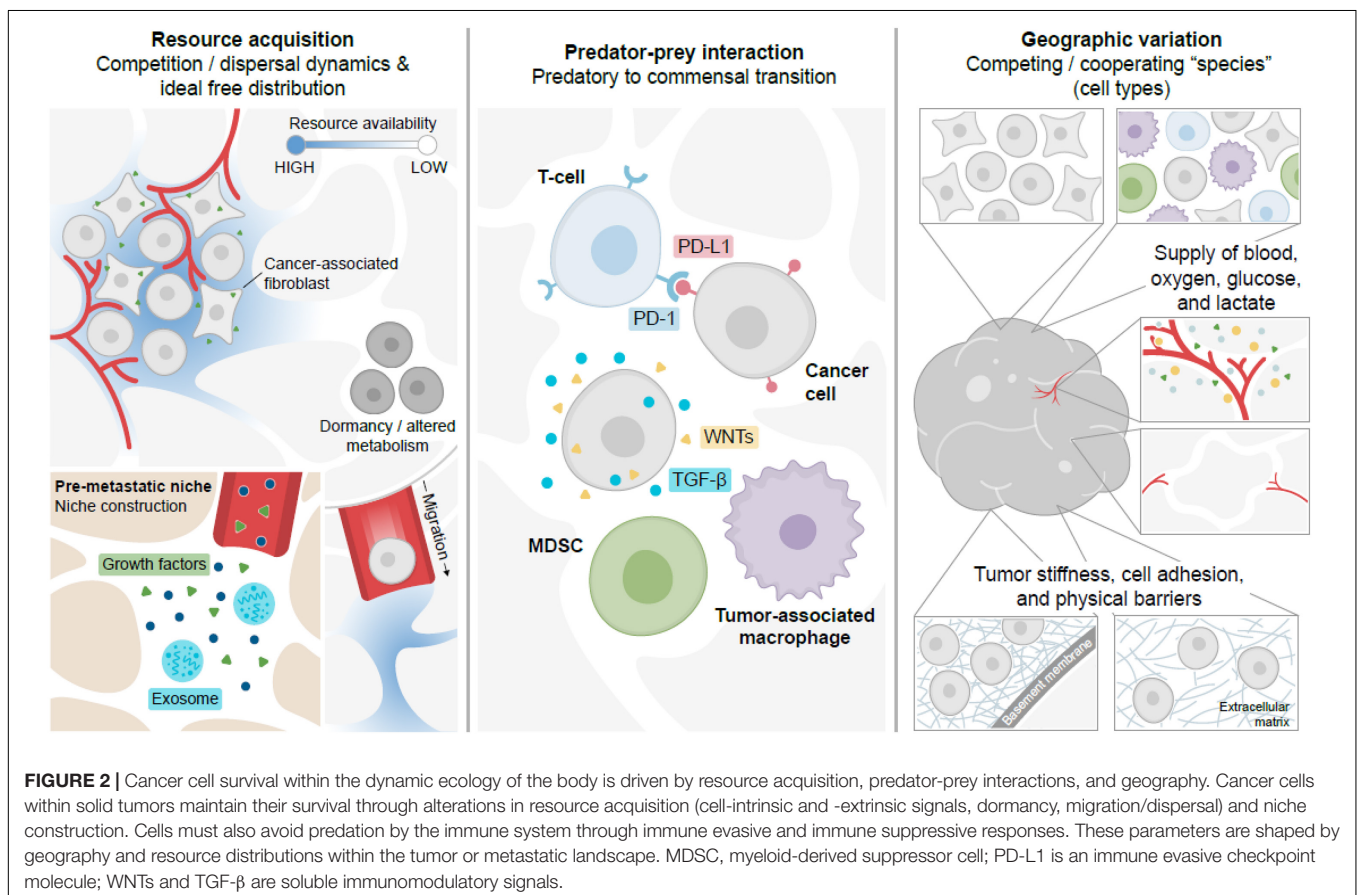 Resource acquisition
Competition / dispersal dynamics &
ideal free distribution
Resource availability
HIGH
LOW
Cancer-associated
fibroblast
Dormancy / altered
metabolism
Pre-metastatic niche
Niche construction
Growth factors
Exosome
Migration
Predator-prey interaction
Predatory to commensal transition
T-cell
PD-L1
PD-1
Cancer
cell
WNTs
TGF-β
MDSC
Tumor-associated
macrophage
Geographic variation
Competing / cooperating “species”
(cell types)
Supply of blood,
oxygen, glucose,
and lactate
Tumor stiffness, cell adhesion,
and physical barriers
Basement membrane
Extracellular
matrix
FIGURE 2 | Cancer cell survival within the dynamic ecology of the body is driven by resource acquisition, predator-prey interactions, and geography. Cancer cells
within solid tumors maintain their survival through alterations in resource acquisition (cell-intrinsic and -extrinsic signals, dormancy, migration/dispersal) and niche
construction. Cells must also avoid predation by the immune system through immune evasive and immune suppressive responses. These parameters are shaped by
geography and resource distributions within the tumor or metastatic landscape. MDSC, myeloid-derived suppressor cell; PD-L1 is an immune evasive checkpoint
molecule; WNTs and TGF-β are soluble immunomodulatory signals.